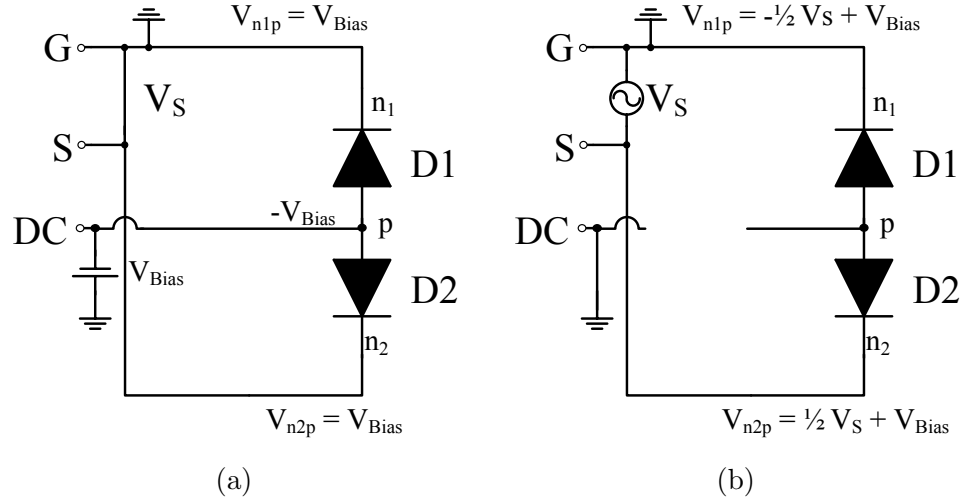 V_n1p = V_Bias
G
V_S
n_1
S
D1
-V_Bias
DC
p
V_Bias
D2
n_2
V_n2p = V_Bias
(a)
V_n1p = -½ Vs + V_Bias
G
V_S
n_1
S
D1
DC
p
D2
n_2
V_n2p = ½ V_S + V_Bias
(b)